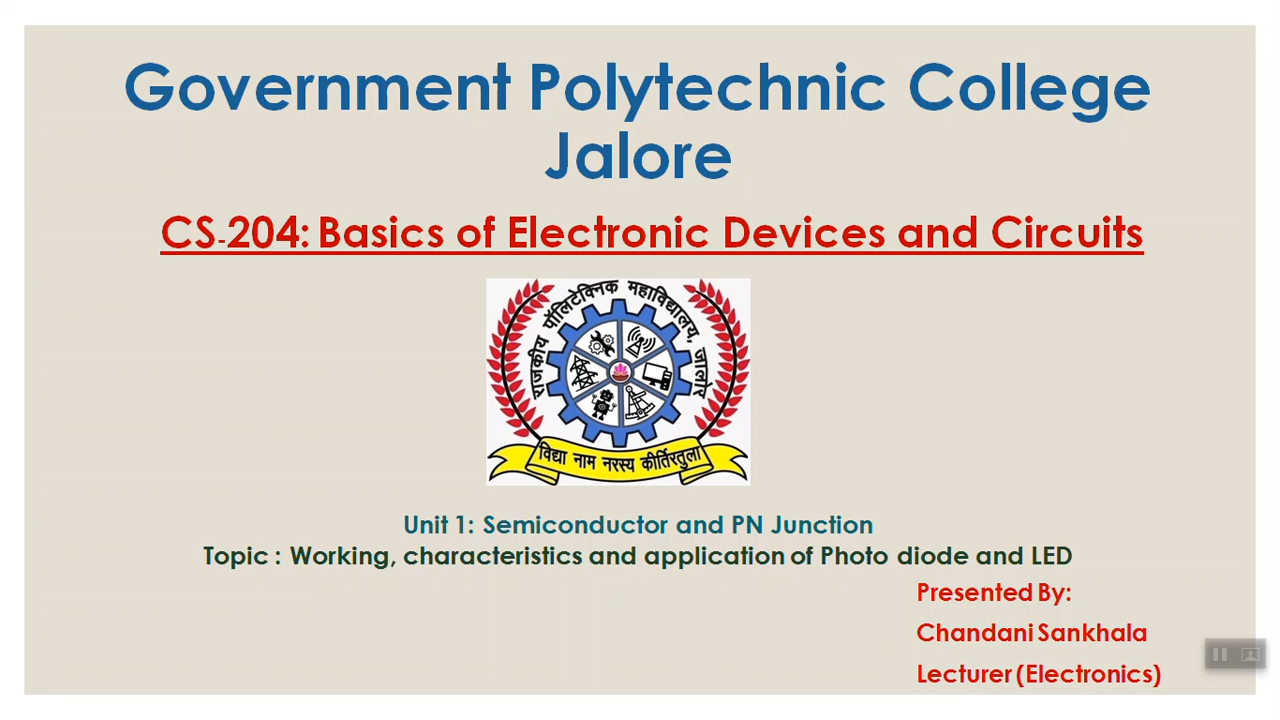 Government Polytechnic College
Jalore
CS-204: Basics of Electronic Devices and Circuits
राजकीय पॉलिटेक्निक महाविद्यालय, जालोर
विद्या नाम नरस्य कीर्तिरतुला
Unit 1: Semiconductor and PN Junction
Topic : Working, characteristics and application of Photo diode and LED
Presented By:
Chandani Sankhala
Lecturer (Electronics)